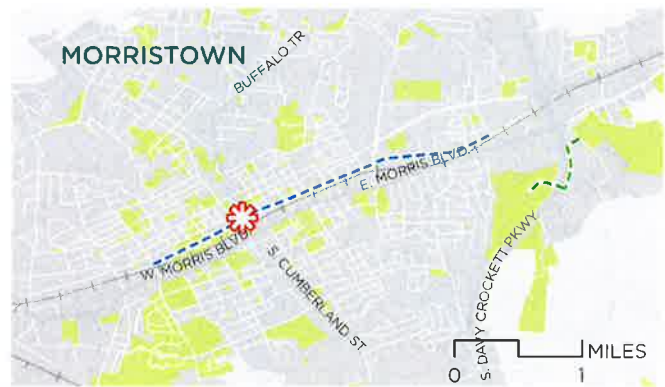 MORRISTOWN
BUFFALO TR
E. MORRIS BLVD.
W. MORRIS BLVD.
S. CUMBERLAND ST
S. DAVY CROCKETT PKWY
MILES
0 1